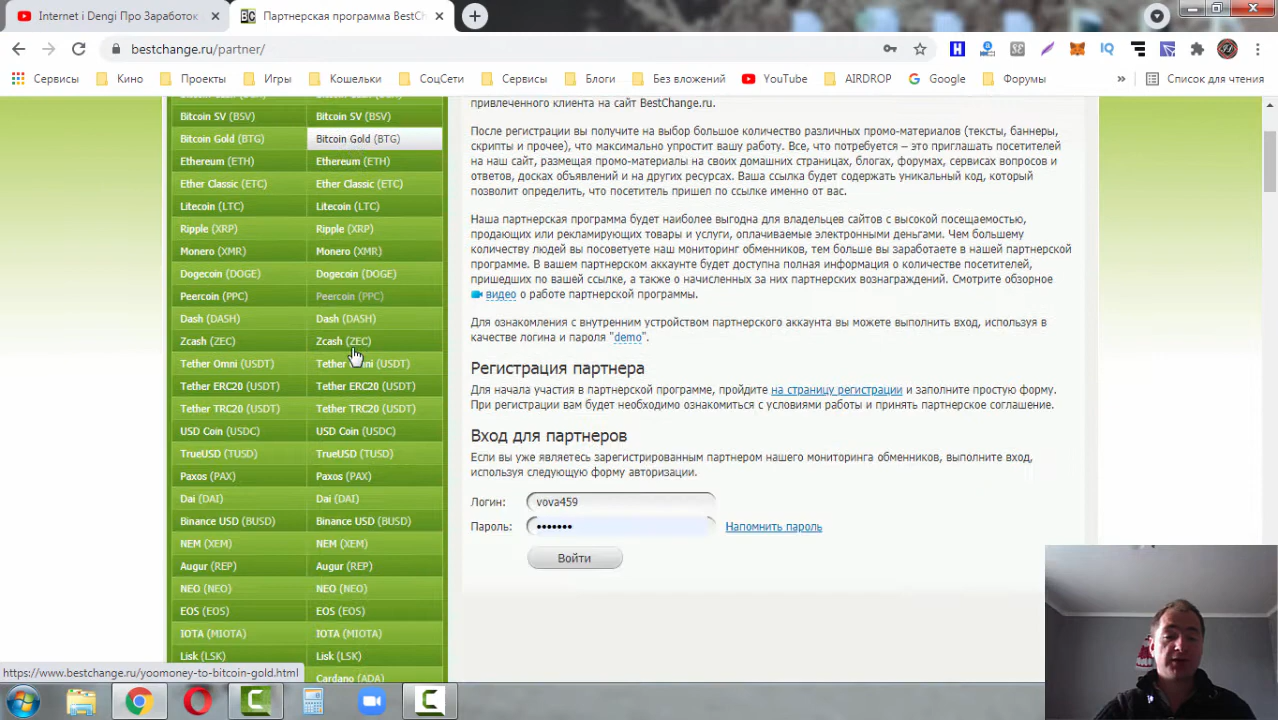 Internet i Dengi Про Заработок
Партнерская программа BestCh
bestchange.ru/partner/
Сервисы Кино Проекты Игры Кошельки СоцСети Сервисы Блоги Без вложений YouTube AIRDROP Google Форумы » Список для чтения
привлеченного клиента на сайт BestChange.ru.
Bitcoin SV (BSV) Bitcoin SV (BSV)
Bitcoin Gold (BTG) Bitcoin Gold (BTG)
Ethereum (ETH) Ethereum (ETH)
Ether Classic (ETC) Ether Classic (ETC)
Litecoin (LTC) Litecoin (LTC)
Ripple (XRP) Ripple (XRP)
Monero (XMR) Monero (XMR)
Dogecoin (DOGE) Dogecoin (DOGE)
Peercoin (PPC) Peercoin (PPC)
Dash (DASH) Dash (DASH)
Zcash (ZEC) Zcash (ZEC)
Tether Omni (USDT) Tether Omni (USDT)
Tether ERC20 (USDT) Tether ERC20 (USDT)
Tether TRC20 (USDT) Tether TRC20 (USDT)
USD Coin (USDC) USD Coin (USDC)
TrueUSD (TUSD) TrueUSD (TUSD)
Paxos (PAX) Paxos (PAX)
Dai (DAI) Dai (DAI)
Binance USD (BUSD) Binance USD (BUSD)
NEM (XEM) NEM (XEM)
Augur (REP) Augur (REP)
NEO (NEO) NEO (NEO)
EOS (EOS) EOS (EOS)
IOTA (MIOTA) IOTA (MIOTA)
Lisk (LSK) Lisk (LSK)
Cardano (ADA)
После регистрации вы получите на выбор большое количество различных промо-материалов (тексты, баннеры,
скрипты и прочее), что максимально упростит вашу работу. Все, что потребуется – это приглашать посетителей
на наш сайт, размещая промо-материалы на своих домашних страницах, блогах, форумах, сервисах вопросов и
ответов, досках объявлений и на других ресурсах. Ваша ссылка будет содержать уникальный код, который
позволит определить, что посетитель пришел по ссылке именно от вас.
Наша партнерская программа будет наиболее выгодна для владельцев сайтов с высокой посещаемостью,
продающих или рекламирующих товары и услуги, оплачиваемые электронными деньгами. Чем большему
количеству людей вы посоветуете наш мониторинг обменников, тем больше вы заработаете в нашей партнерской
программе. В вашем партнерском аккаунте будет доступна полная информация о количестве посетителей,
пришедших по вашей ссылке, а также о начисленных за них партнерских вознаграждений. Смотрите обзорное
видео о работе партнерской программы.
Для ознакомления с внутренним устройством партнерского аккаунта вы можете выполнить вход, используя в
качестве логина и пароля "demo".
Регистрация партнера
Для начала участия в партнерской программе, пройдите на страницу регистрации и заполните простую форму.
При регистрации вам будет необходимо ознакомиться с условиями работы и принять партнерское соглашение.
Вход для партнеров
Если вы уже являетесь зарегистрированным партнером нашего мониторинга обменников, выполните вход,
используя следующую форму авторизации.
Логин: vova459
Пароль: ••••••• Напомнить пароль
Войти
https://www.bestchange.ru/yoomoney-to-bitcoin-gold.html